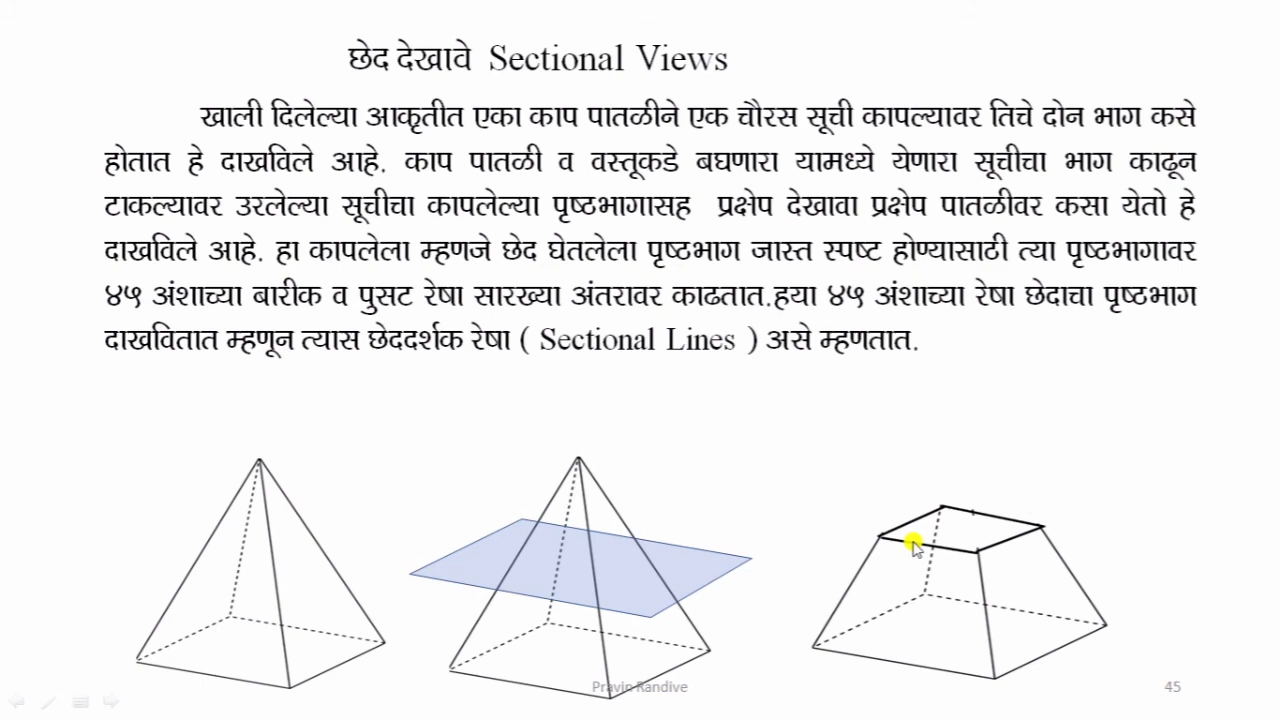 छेद देखावे Sectional Views
खाली दिलेल्या आकृतीत एका काप पातळीने एक चौरस सूची कापल्यावर तिचे दोन भाग कसे
होतात हे दाखविले आहे. काप पातळी व वस्तूकडे बघणारा यामध्ये येणारा सूचीचा भाग काढून
टाकल्यावर उरलेल्या सूचीचा कापलेल्या पृष्ठभागासह प्रक्षेप देखावा प्रक्षेप पातळीवर कसा येतो हे
दाखविले आहे. हा कापलेला म्हणजे छेद घेतलेला पृष्ठभाग जास्त स्पष्ट होण्यासाठी त्या पृष्ठभागावर
४५ अंशाच्या बारीक व पुसट रेषा सारख्या अंतरावर काढतात.हया ४५ अंशाच्या रेषा छेदाचा पृष्ठभाग
दाखवितात म्हणून त्यास छेददर्शक रेषा ( Sectional Lines ) असे म्हणतात.
Pravin Randive
45